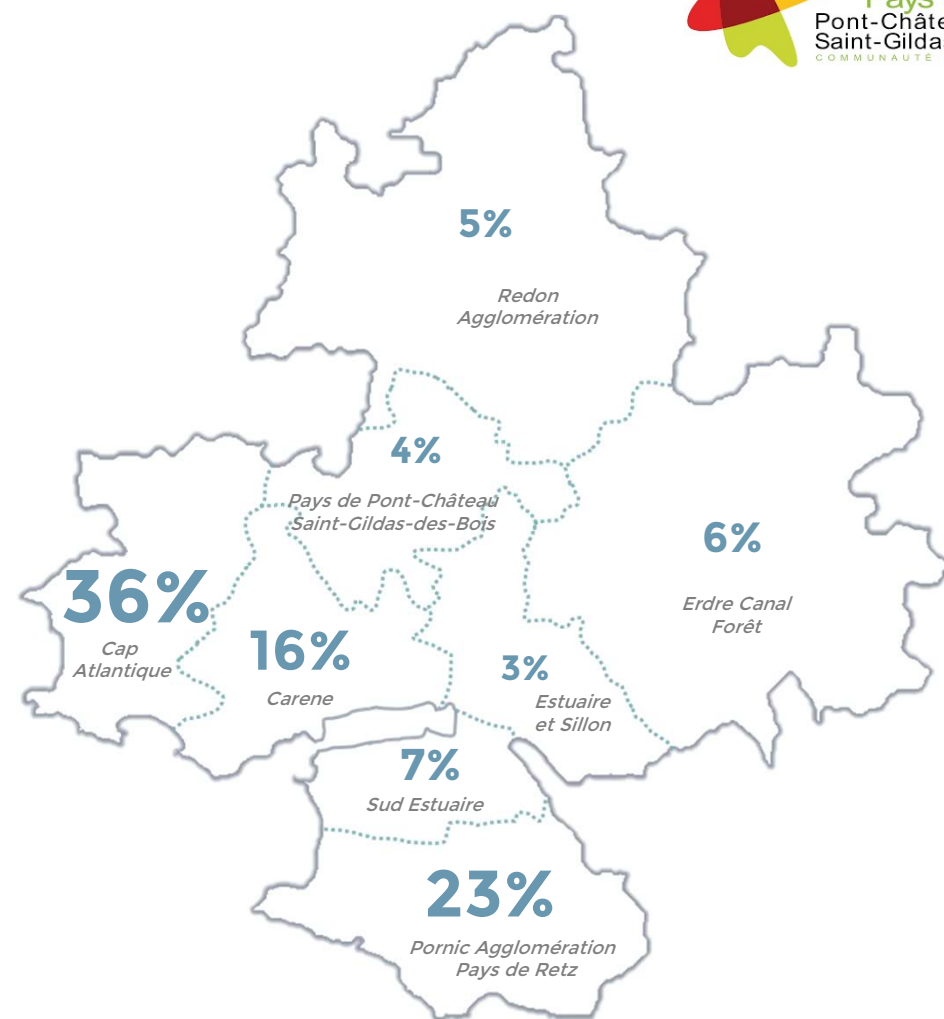 Pays
Pont-Châte
Saint-Gilda
COMMUNAUTÉ
5%
Redon
Agglomération
4%
Pays de Pont-Château
Saint-Gildas-des-Bois
6%
Erdre Canal
Forêt
36%
Cap
Atlantique
16%
Carene
3%
Estuaire
et Sillon
7%
Sud Estuaire
23%
Pornic Agglomération
Pays de Retz